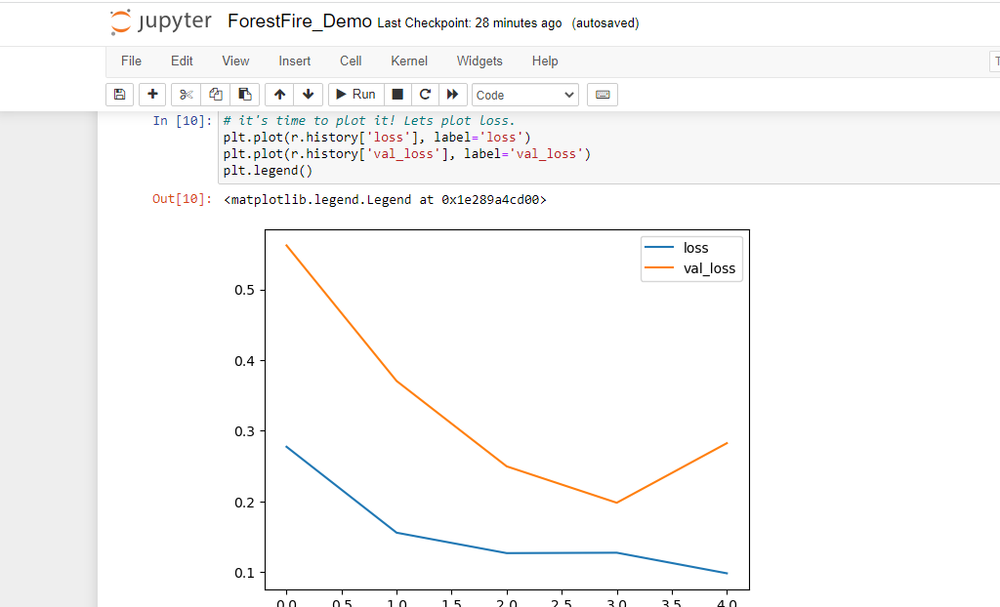 jupyter ForestFire_Demo Last Checkpoint: 28 minutes ago (autosaved)
File Edit View Insert Cell Kernel Widgets Help
Run Code
In [10]: # it's time to plot it! Lets plot loss.
plt.plot(r.history['loss'], label='loss')
plt.plot(r.history['val_loss'], label='val_loss')
plt.legend()
Out[10]: <matplotlib.legend.Legend at 0x1e289a4cd00>
loss
val_loss
0.5
0.4
0.3
0.2
0.1
0.0 0.5 1.0 1.5 2.0 2.5 3.0 3.5 4.0